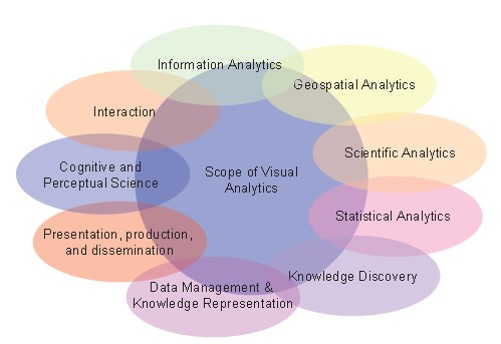 Information Analytics
Geospatial Analytics
Interaction
Scientific Analytics
Cognitive and
Perceptual Science
Scope of Visual
Analytics
Statistical Analytics
Presentation, production,
and dissemination
Knowledge Discovery
Data Management &
Knowledge Representation